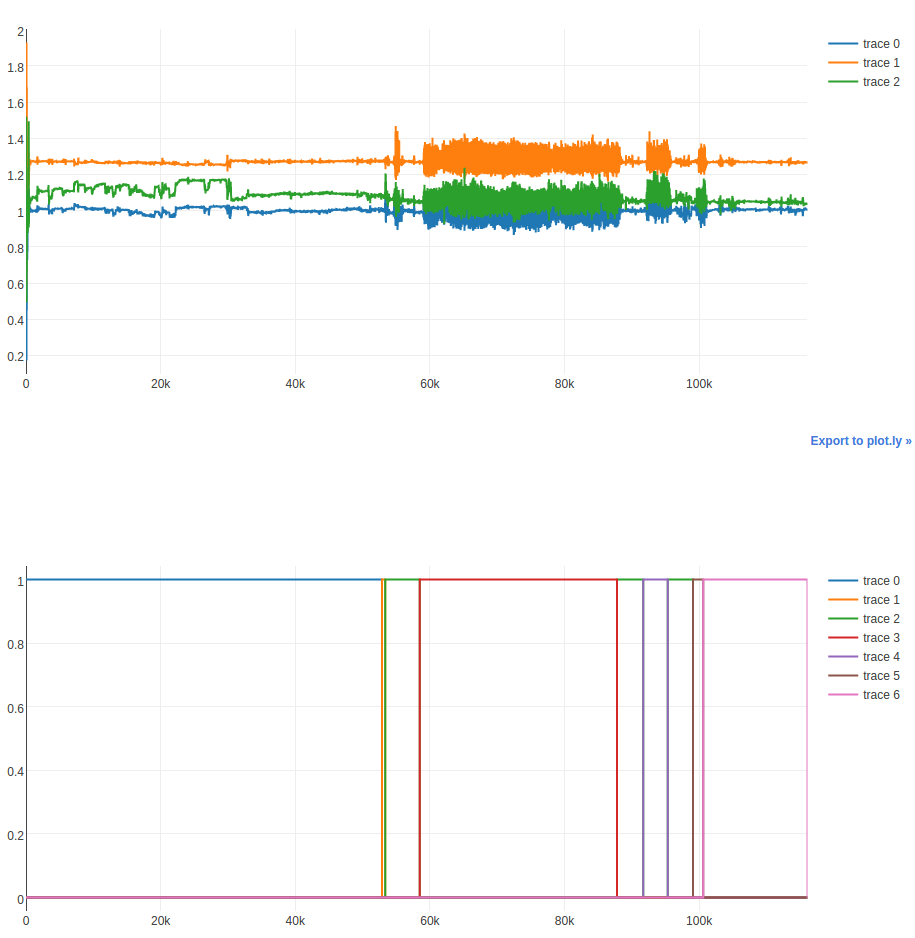 2
1.8
1.6
1.4
1.2
1
0.8
0.6
0.4
0.2
0 20k 40k 60k 80k 100k
trace 0
trace 1
trace 2
Export to plot.ly »
1
0.8
0.6
0.4
0.2
0
0 20k 40k 60k 80k 100k
trace 0
trace 1
trace 2
trace 3
trace 4
trace 5
trace 6